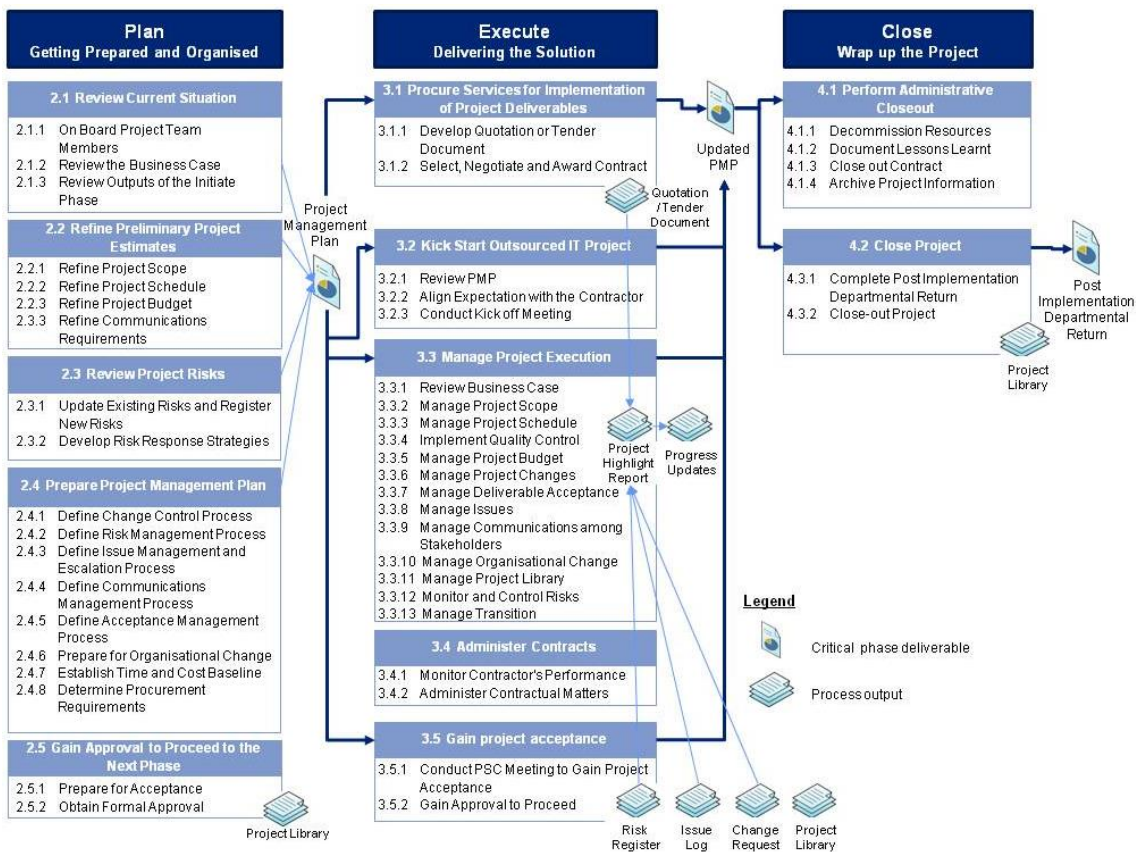 Plan
Getting Prepared and Organised
2.1 Review Current Situation
2.1.1 On Board Project Team
Members
2.1.2 Review the Business Case
2.1.3 Review Outputs of the Initiate
Phase
2.2 Refine Preliminary Project
Estimates
2.2.1 Refine Project Scope
2.2.2 Refine Project Schedule
2.2.3 Refine Project Budget
2.3.3 Refine Communications
Requirements
2.3 Review Project Risks
2.3.1 Update Existing Risks and Register
New Risks
2.3.2 Develop Risk Response Strategies
2.4 Prepare Project Management Plan
2.4.1 Define Change Control Process
2.4.2 Define Risk Management Process
2.4.3 Define Issue Management and
Escalation Process
2.4.4 Define Communications
Management Process
2.4.5 Define Acceptance Management
Process
2.4.6 Prepare for Organisational Change
2.4.7 Establish Time and Cost Baseline
2.4.8 Determine Procurement
Requirements
2.5 Gain Approval to Proceed to the
Next Phase
2.5.1 Prepare for Acceptance
2.5.2 Obtain Formal Approval
Project Library
Project
Management
Plan
Execute
Delivering the Solution
3.1 Procure Services for Implementation
of Project Deliverables
3.1.1 Develop Quotation or Tender
Document
3.1.2 Select, Negotiate and Award Contract
Quotation
/Tender
Document
3.2 Kick Start Outsourced IT Project
3.2.1 Review PMP
3.2.2 Align Expectation with the Contractor
3.2.3 Conduct Kick off Meeting
3.3 Manage Project Execution
3.3.1 Review Business Case
3.3.2 Manage Project Scope
3.3.3 Manage Project Schedule
3.3.4 Implement Quality Control
3.3.5 Manage Project Budget
3.3.6 Manage Project Changes
3.3.7 Manage Deliverable Acceptance
3.3.8 Manage Issues
3.3.9 Manage Communications among
Stakeholders
3.3.10 Manage Organisational Change
3.3.11 Manage Project Library
3.3.12 Monitor and Control Risks
3.3.13 Manage Transition
Project
Highlight
Report
Progress
Updates
3.4 Administer Contracts
3.4.1 Monitor Contractor's Performance
3.4.2 Administer Contractual Matters
3.5 Gain project acceptance
3.5.1 Conduct PSC Meeting to Gain Project
Acceptance
3.5.2 Gain Approval to Proceed
Risk
Register
Issue
Log
Change
Request
Project
Library
Updated
PMP
Close
Wrap up the Project
4.1 Perform Administrative
Closeout
4.1.1 Decommission Resources
4.1.2 Document Lessons Learnt
4.1.3 Close out Contract
4.1.4 Archive Project Information
4.2 Close Project
4.3.1 Complete Post Implementation
Departmental Return
4.3.2 Close-out Project
Project
Library
Post
Implementation
Departmental
Return
Legend
Critical phase deliverable
Process output